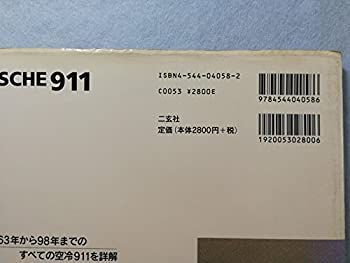 SCHE 911
ISBN4-544-04058-2
C0053 ¥2800E
二玄社
定価(本体2800円+税)
9784544040586
1920053028006
63年から98年までの
すべての空冷911を詳解